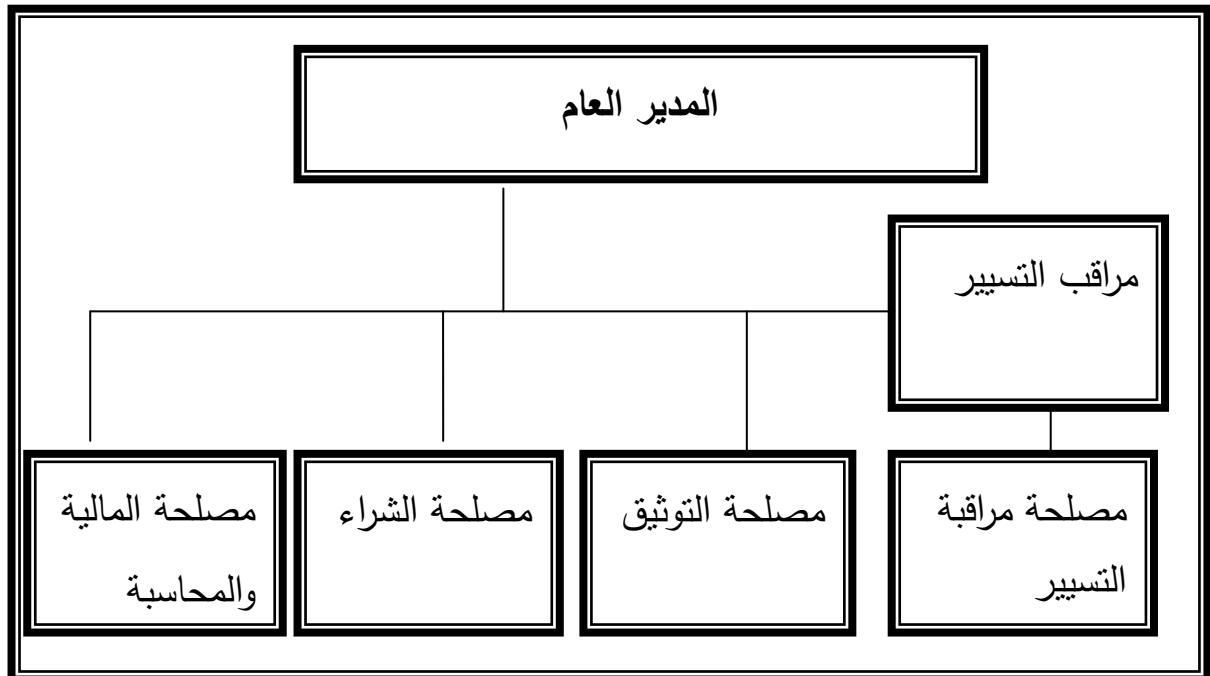 المدير العام
مراقب التسيير
مصلحة مراقبة
التسيير
مصلحة التوثيق
مصلحة الشراء
مصلحة المالية
والمحاسبة